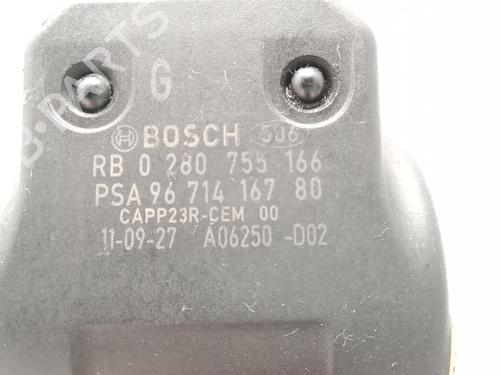 G
BOSCH 506
RB 0 280 755 166
PSA 96 714 167 80
CAPP23R-CEM 00
11-09-27 A06250 -D02
B-PARTS